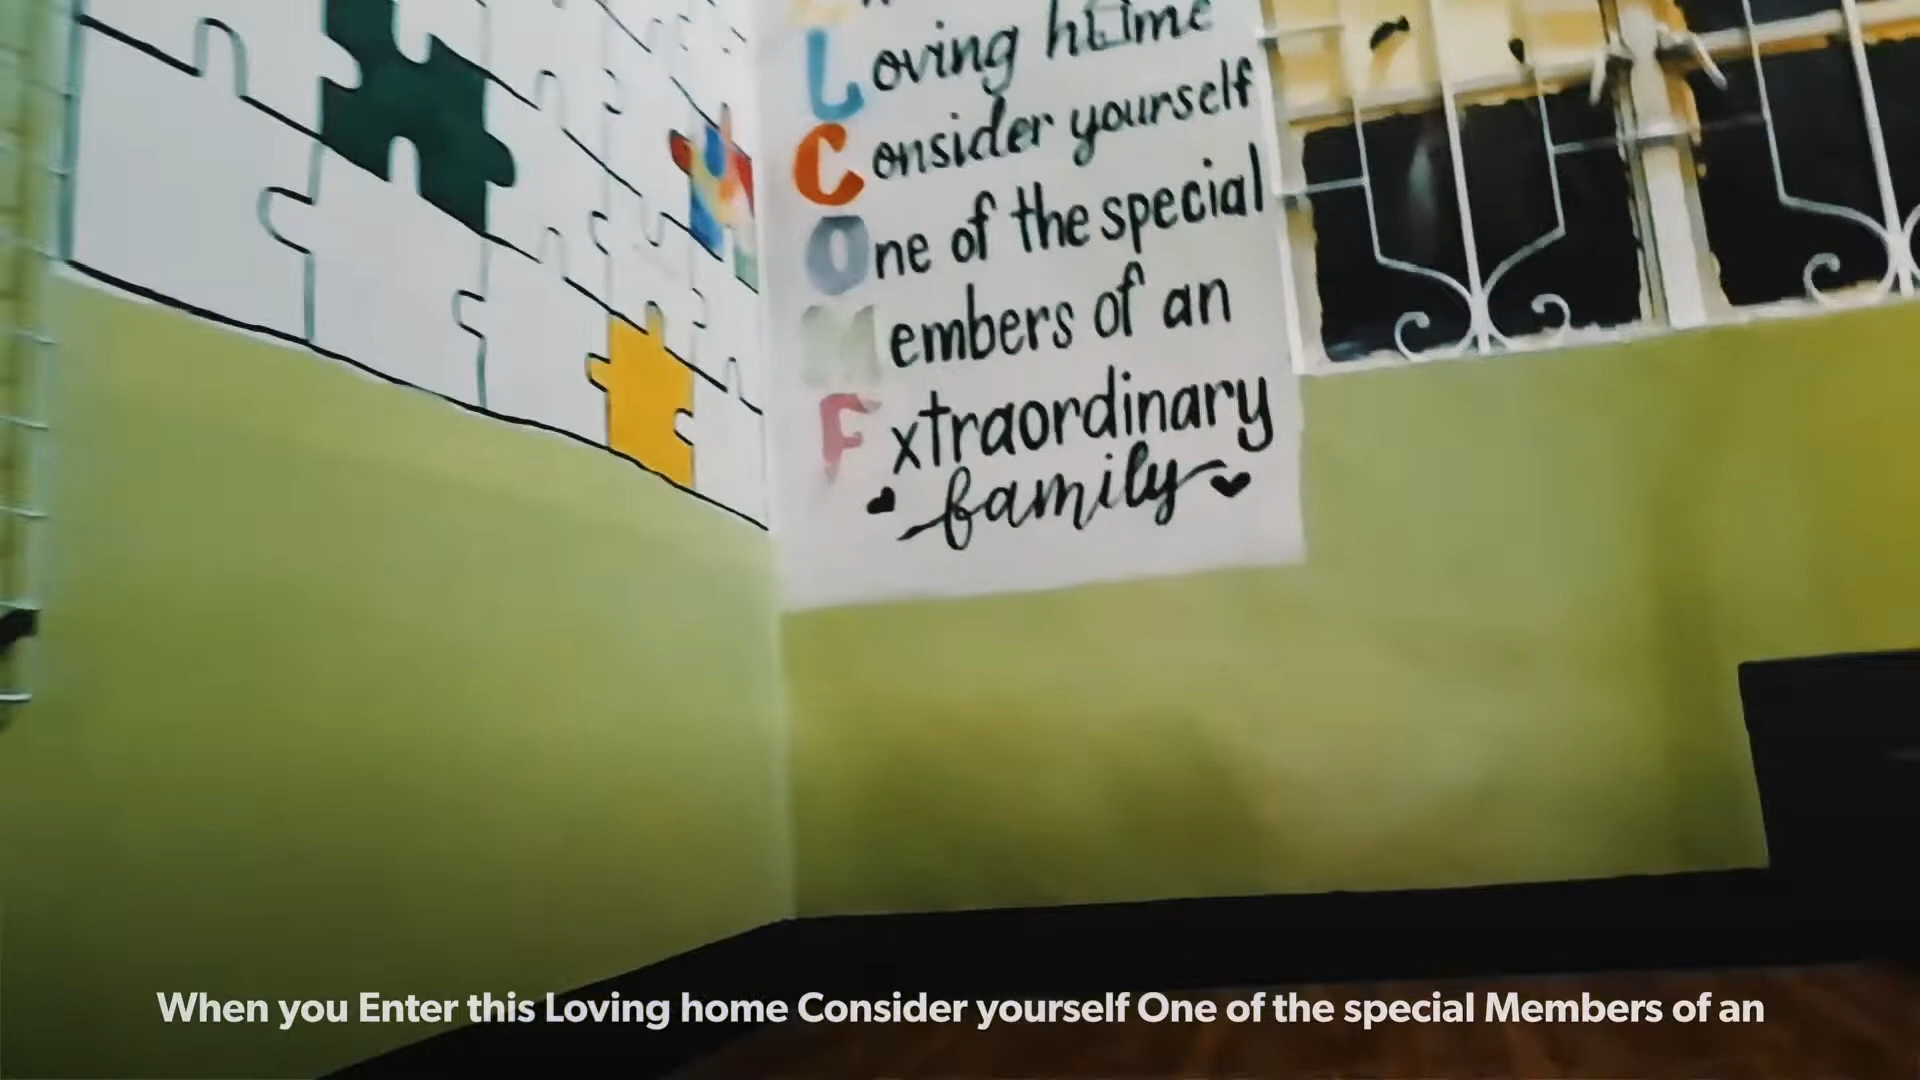 Loving home
Consider yourself
One of the special
Members of an
Extraordinary
family
When you Enter this Loving home Consider yourself One of the special Members of an